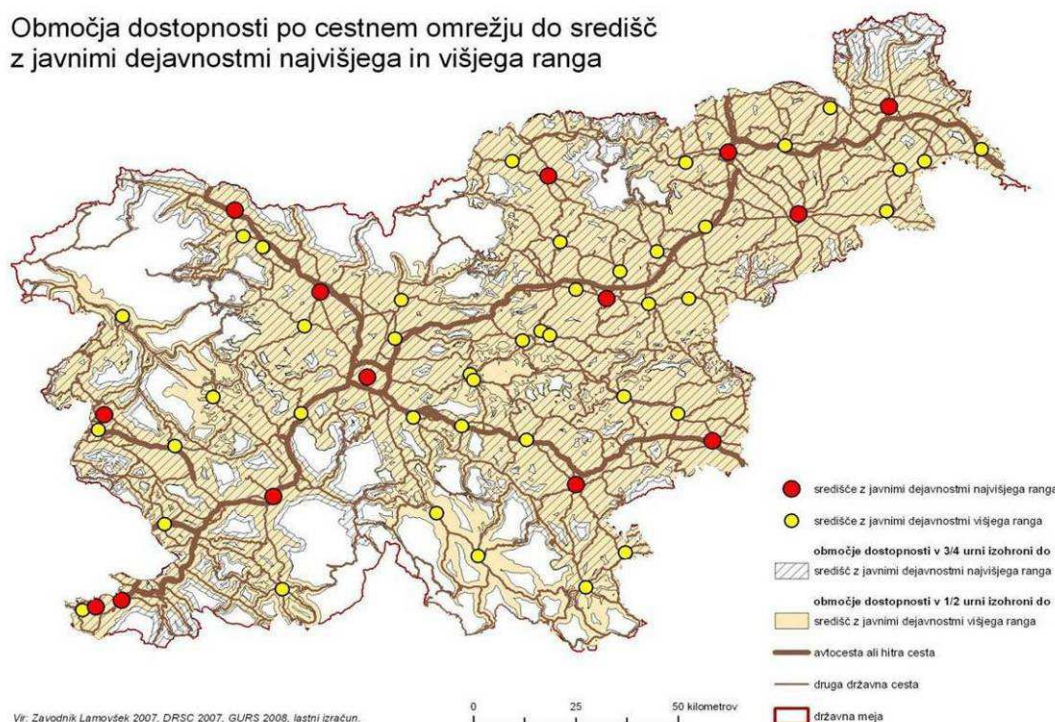 Območja dostopnosti po cestnem omrežju do središč
z javnimi dejavnostmi najvišjega in višjega ranga
središče z javnimi dejavnostmi najvišjega ranga
središče z javnimi dejavnostmi višjega ranga
območje dostopnosti v 3/4 urni izohroni do
središč z javnimi dejavnostmi najvišjega ranga
območje dostopnosti v 1/2 urni izohroni do
središč z javnimi dejavnostmi višjega ranga
avtocesta ali hitra cesta
druga državna cesta
državna meja
0 25 50 kilometrov
Vir: Zavodnik Lamovšek 2007, DRSC 2007, GURS 2008, lastni izračun.